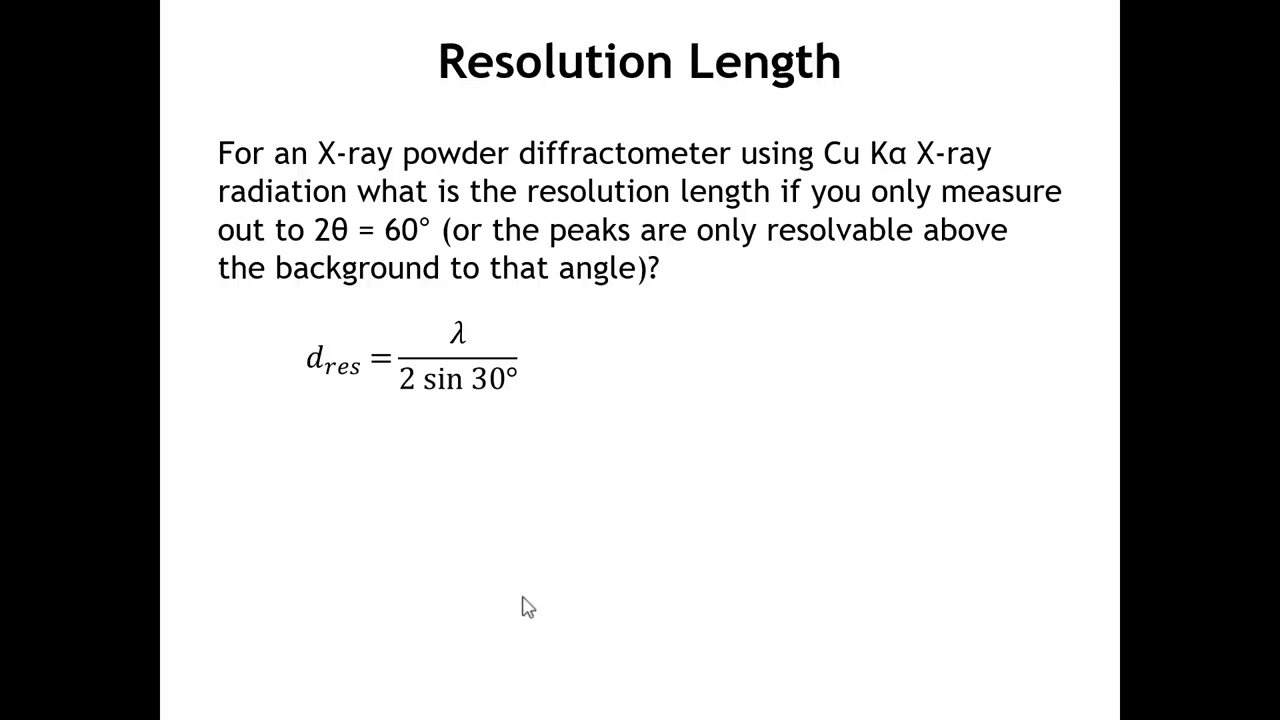 Resolution Length
For an X-ray powder diffractometer using Cu Kα X-ray
radiation what is the resolution length if you only measure
out to 2θ = 60° (or the peaks are only resolvable above
the background to that angle)?
d_res = λ / (2 sin 30°)